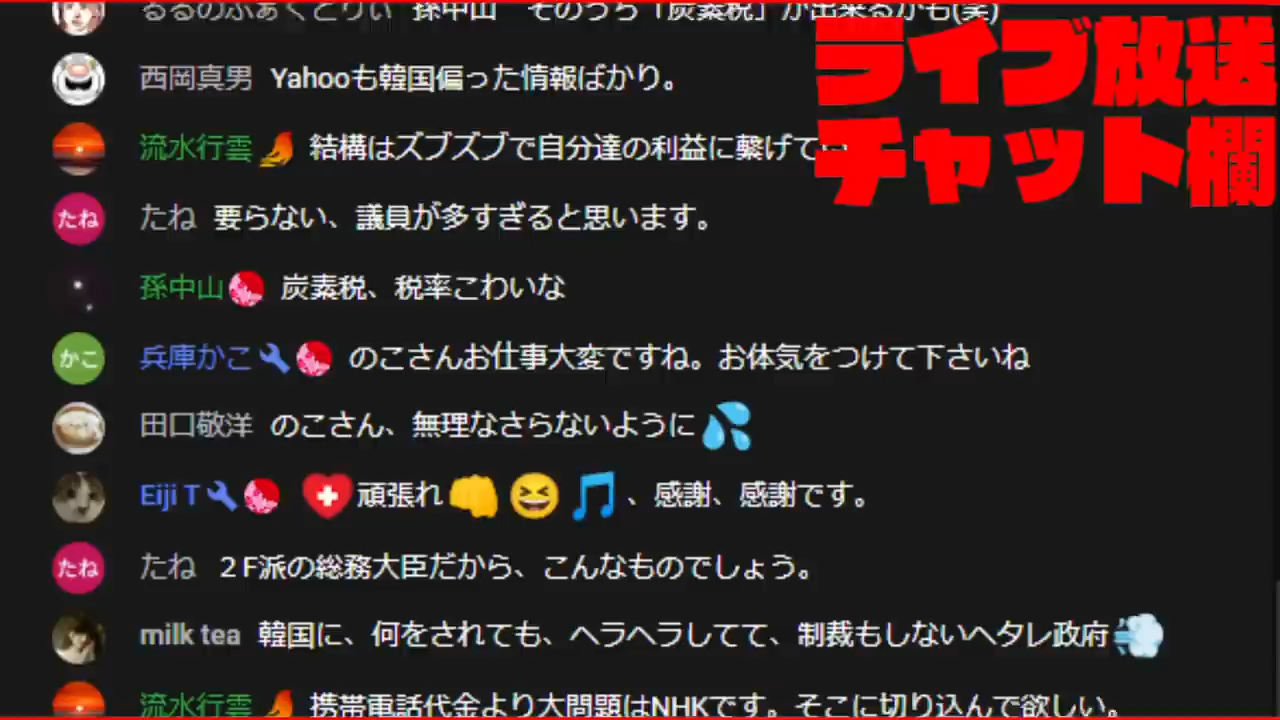 るるのふぁくとりぃ 孫中山 そのうち「炭素税」が出来るかも(笑)
ライブ放送
チャット欄
西岡真男 Yahooも韓国偏った情報ばかり。
流水行雲 結構はズブズブで自分達の利益に繋げて
たね たね 要らない、議員が多すぎると思います。
孫中山 炭素税、税率こわいな
かこ 兵庫かこ のこさんお仕事大変ですね。お体気をつけて下さいね
田口敬洋 のこさん、無理なさらないように💦
Eiji T 頑張れ👊😆🎵、感謝、感謝です。
たね たね ２F派の総務大臣だから、こんなものでしょう。
milk tea 韓国に、何をされても、ヘラヘラしてて、制裁もしないヘタレ政府💨
流水行雲 携帯電話代金より大問題はNHKです。そこに切り込んで欲しい。